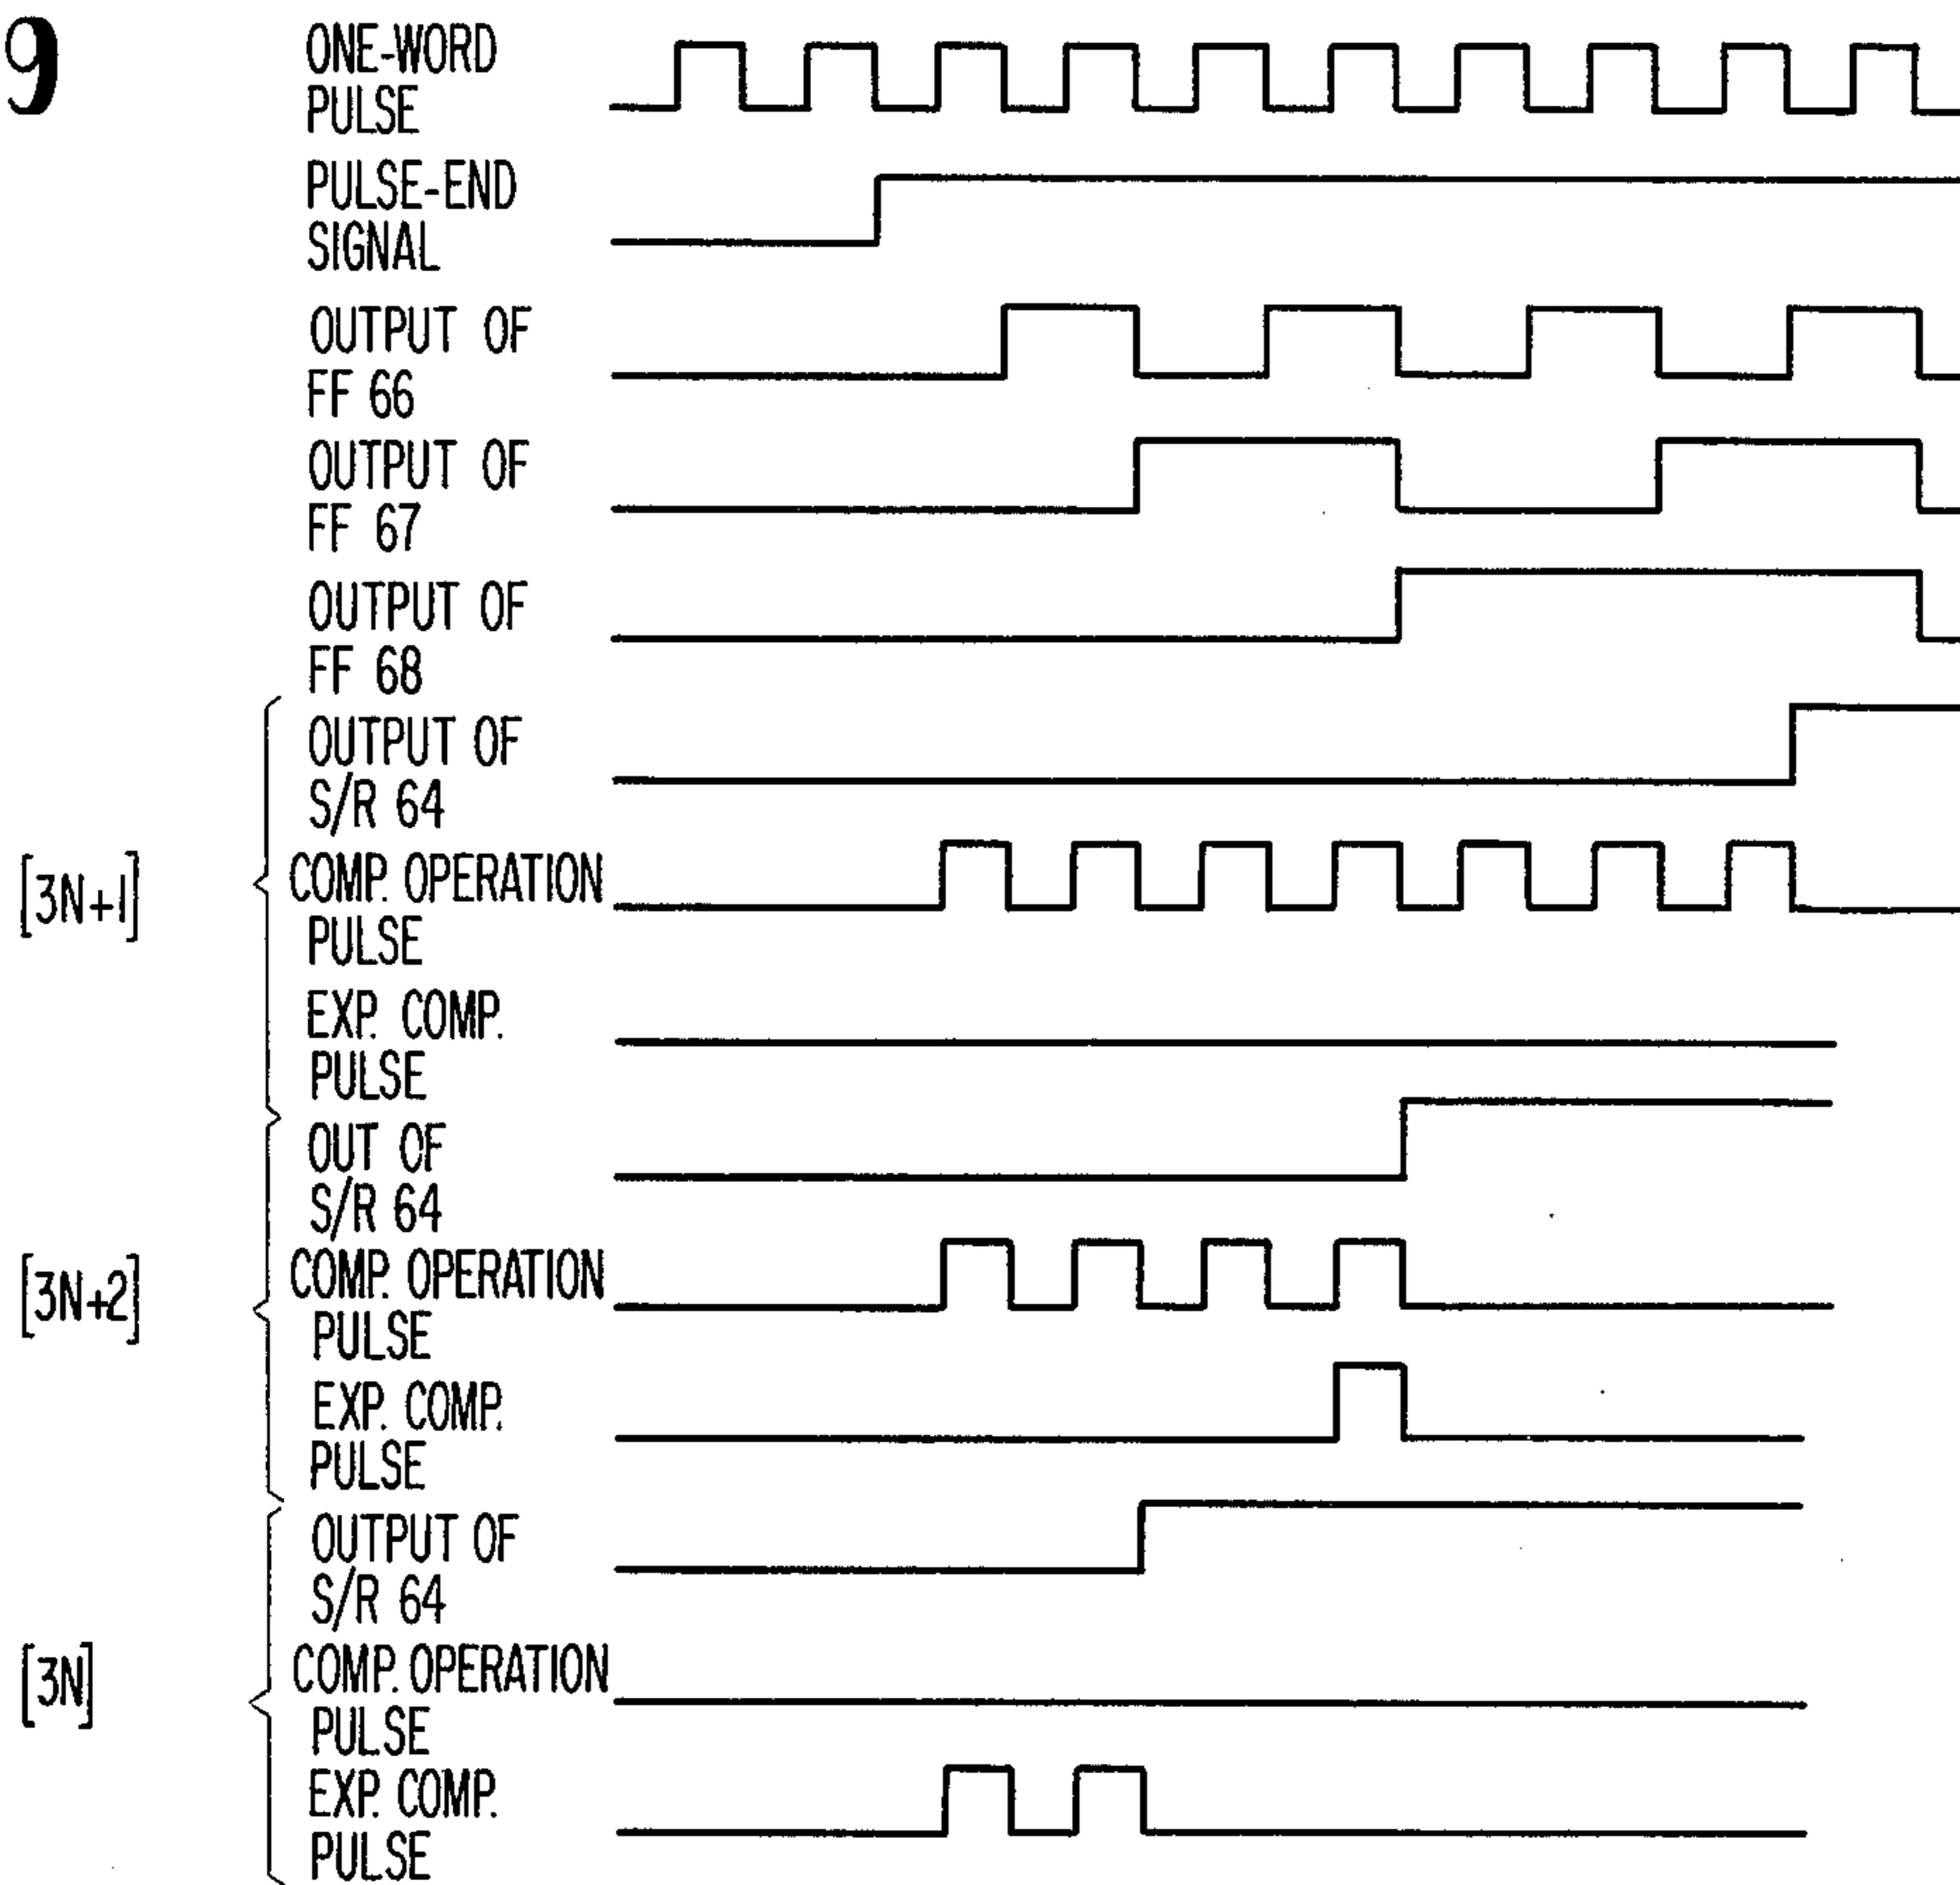 9
ONE-WORD
PULSE
PULSE-END
SIGNAL
OUTPUT OF
FF 66
OUTPUT OF
FF 67
OUTPUT OF
FF 68
[3N+1]
OUTPUT OF
S/R 64
COMP. OPERATION
PULSE
EXP. COMP.
PULSE
[3N+2]
OUT OF
S/R 64
COMP. OPERATION
PULSE
EXP. COMP.
PULSE
[3N]
OUTPUT OF
S/R 64
COMP. OPERATION
PULSE
EXP. COMP.
PULSE